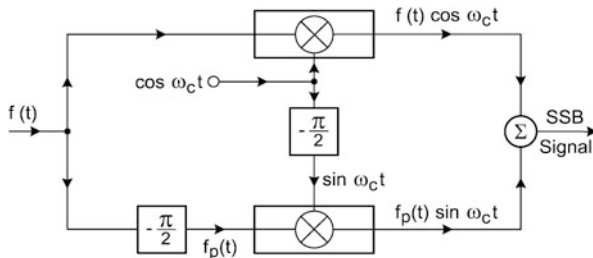 f (t) cos ω_c t
cos ω_c t
f (t)
-π/2
SSB
Σ
Signal
sin ω_c t
-π/2
f_p(t)
f_p(t) sin ω_c t